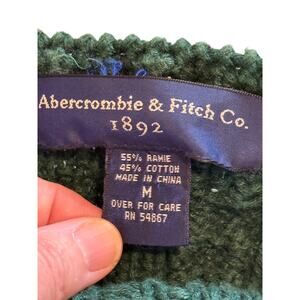 Abercrombie & Fitch Co.
1892
55% RAMIE
45% COTTON
MADE IN CHINA
M
OVER FOR CARE
RN 54867